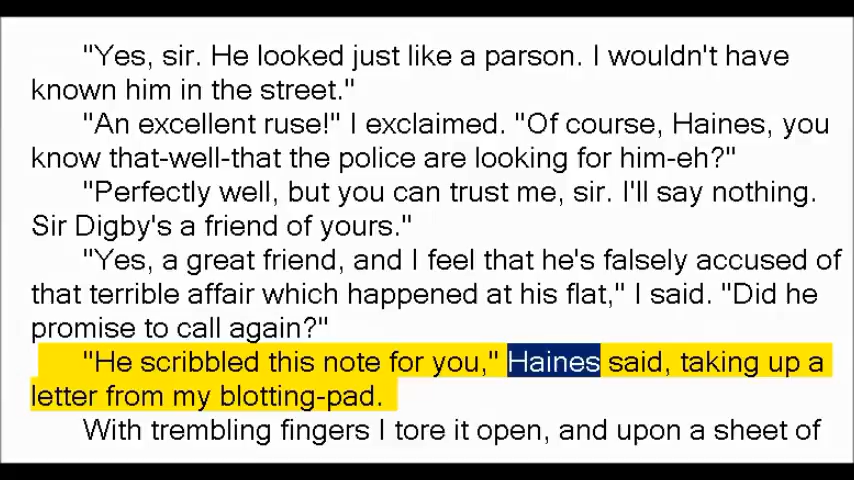 "Yes, sir. He looked just like a parson. I wouldn't have
known him in the street."
"An excellent ruse!" I exclaimed. "Of course, Haines, you
know that-well-that the police are looking for him-eh?"
"Perfectly well, but you can trust me, sir. I'll say nothing.
Sir Digby's a friend of yours."
"Yes, a great friend, and I feel that he's falsely accused of
that terrible affair which happened at his flat," I said. "Did he
promise to call again?"
"He scribbled this note for you," Haines said, taking up a
letter from my blotting-pad.
With trembling fingers I tore it open, and upon a sheet of